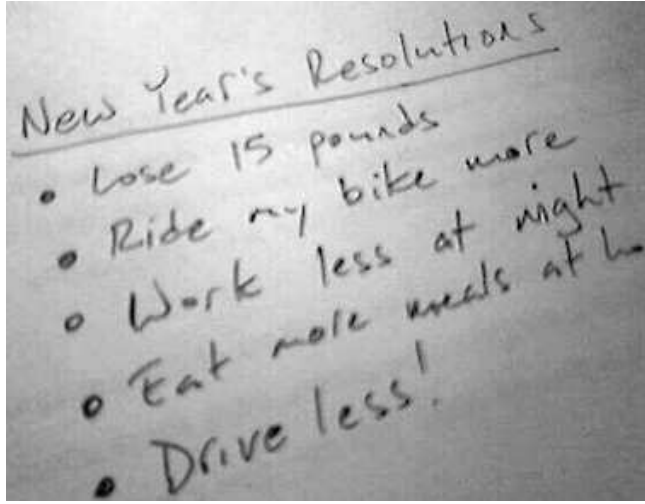 New Year's Resolutions
• Lose 15 pounds
• Ride my bike more
• Work less at night
• Eat more meals at
• Drive less!